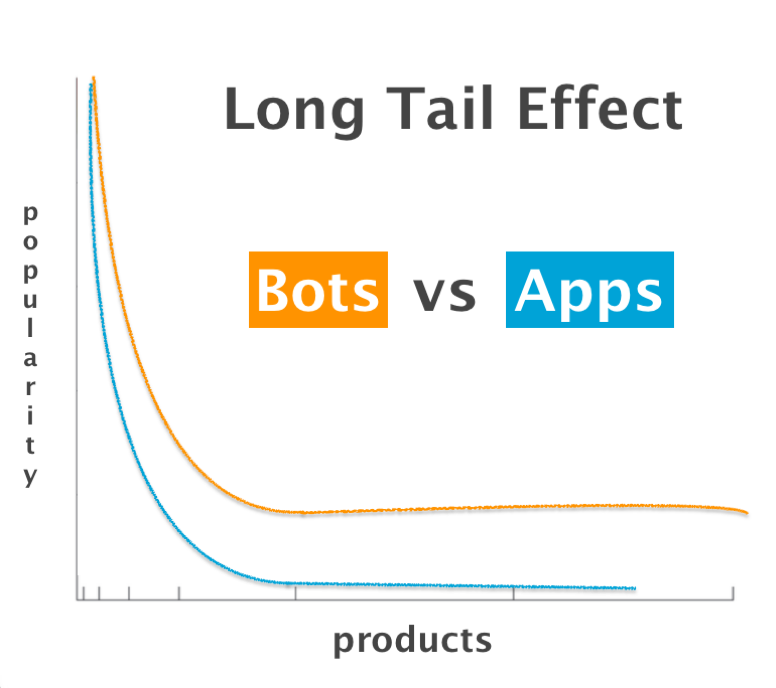 Long Tail Effect
Bots vs Apps
popularity
products